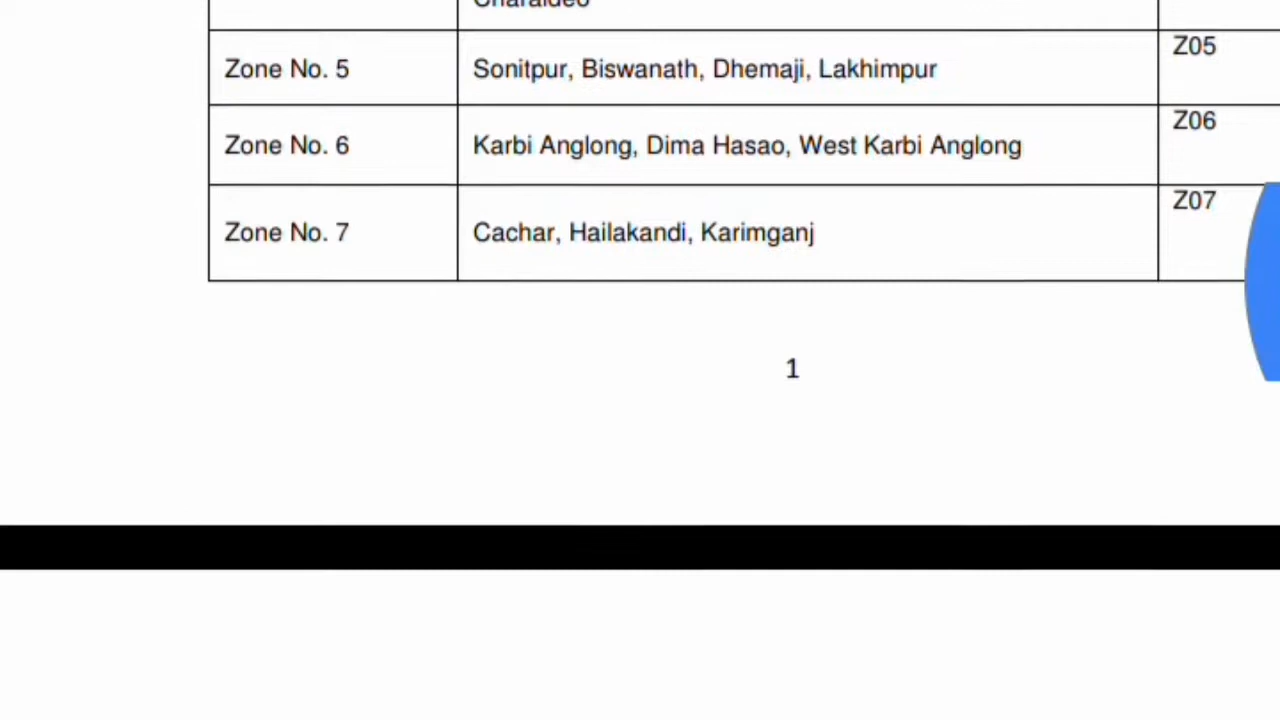 Charaideo
Zone No. 5 Sonitpur, Biswanath, Dhemaji, Lakhimpur Z05
Zone No. 6 Karbi Anglong, Dima Hasao, West Karbi Anglong Z06
Zone No. 7 Cachar, Hailakandi, Karimganj Z07
1